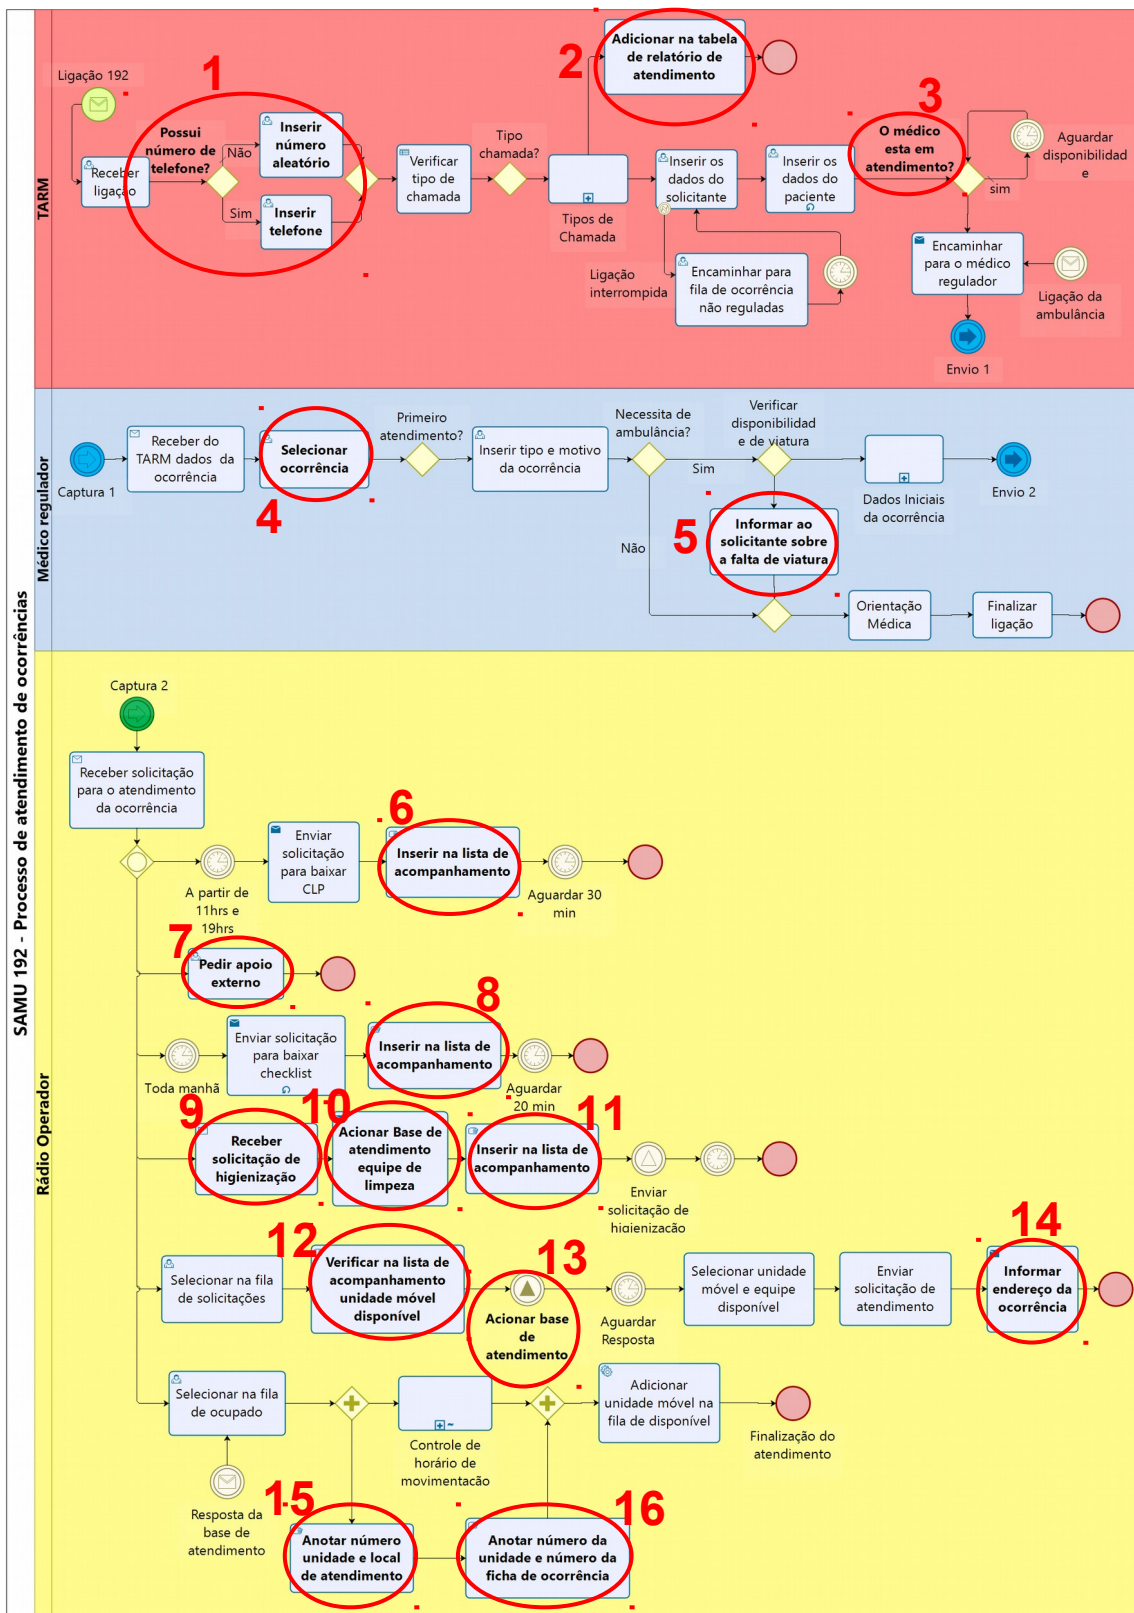 SAMU 192 - Processo de atendimento de ocorrências
TARM
Ligação 192
1
Possui
número de
telefone?
Não
Sim
Receber
ligação
Inserir
número
aleatório
Inserir
telefone
Verificar
tipo de
chamada
Tipo
chamada?
Tipos de
Chamada
2
Adicionar na tabela
de relatório de
atendimento
Inserir os
dados do
solicitante
Ligação
interrompida
Encaminhar para
fila de ocorrência
não reguladas
Inserir os
dados do
paciente
3
O médico
esta em
atendimento?
sim
Aguardar
disponibilidad
e
Encaminhar
para o médico
regulador
Ligação da
ambulância
Envio 1
Médico regulador
Captura 1
Receber do
TARM dados da
ocorrência
Selecionar
ocorrência
4
Primeiro
atendimento?
Inserir tipo e motivo
da ocorrência
Necessita de
ambulância?
Sim
Não
Verificar
disponibilidad
e de viatura
5
Informar ao
solicitante sobre
a falta de viatura
Dados Iniciais
da ocorrência
Envio 2
Orientação
Médica
Finalizar
ligação
Rádio Operador
Captura 2
Receber solicitação
para o atendimento
da ocorrência
A partir de
11hrs e
19hrs
Enviar
solicitação
para baixar
CLP
6
Inserir na lista de
acompanhamento
Aguardar 30
min
7
Pedir apoio
externo
Toda manhã
Enviar solicitação
para baixar
checklist
8
Inserir na lista de
acompanhamento
Aguardar
20 min
9
Receber
solicitação de
higienização
10
Acionar Base de
atendimento
equipe de
limpeza
11
Inserir na lista de
acompanhamento
Enviar
solicitação de
higienização
Selecionar na fila
de solicitações
12
Verificar na lista de
acompanhamento
unidade móvel
disponível
13
Acionar base
de
atendimento
Aguardar
Resposta
Selecionar unidade
móvel e equipe
disponível
Enviar
solicitação de
atendimento
14
Informar
endereço da
ocorrência
Selecionar na fila
de ocupado
Resposta da
base de
atendimento
Controle de
horário de
movimentação
Adicionar
unidade móvel na
fila de disponível
Finalização do
atendimento
15
Anotar número
unidade e local
de atendimento
16
Anotar número da
unidade e número da
ficha de ocorrência